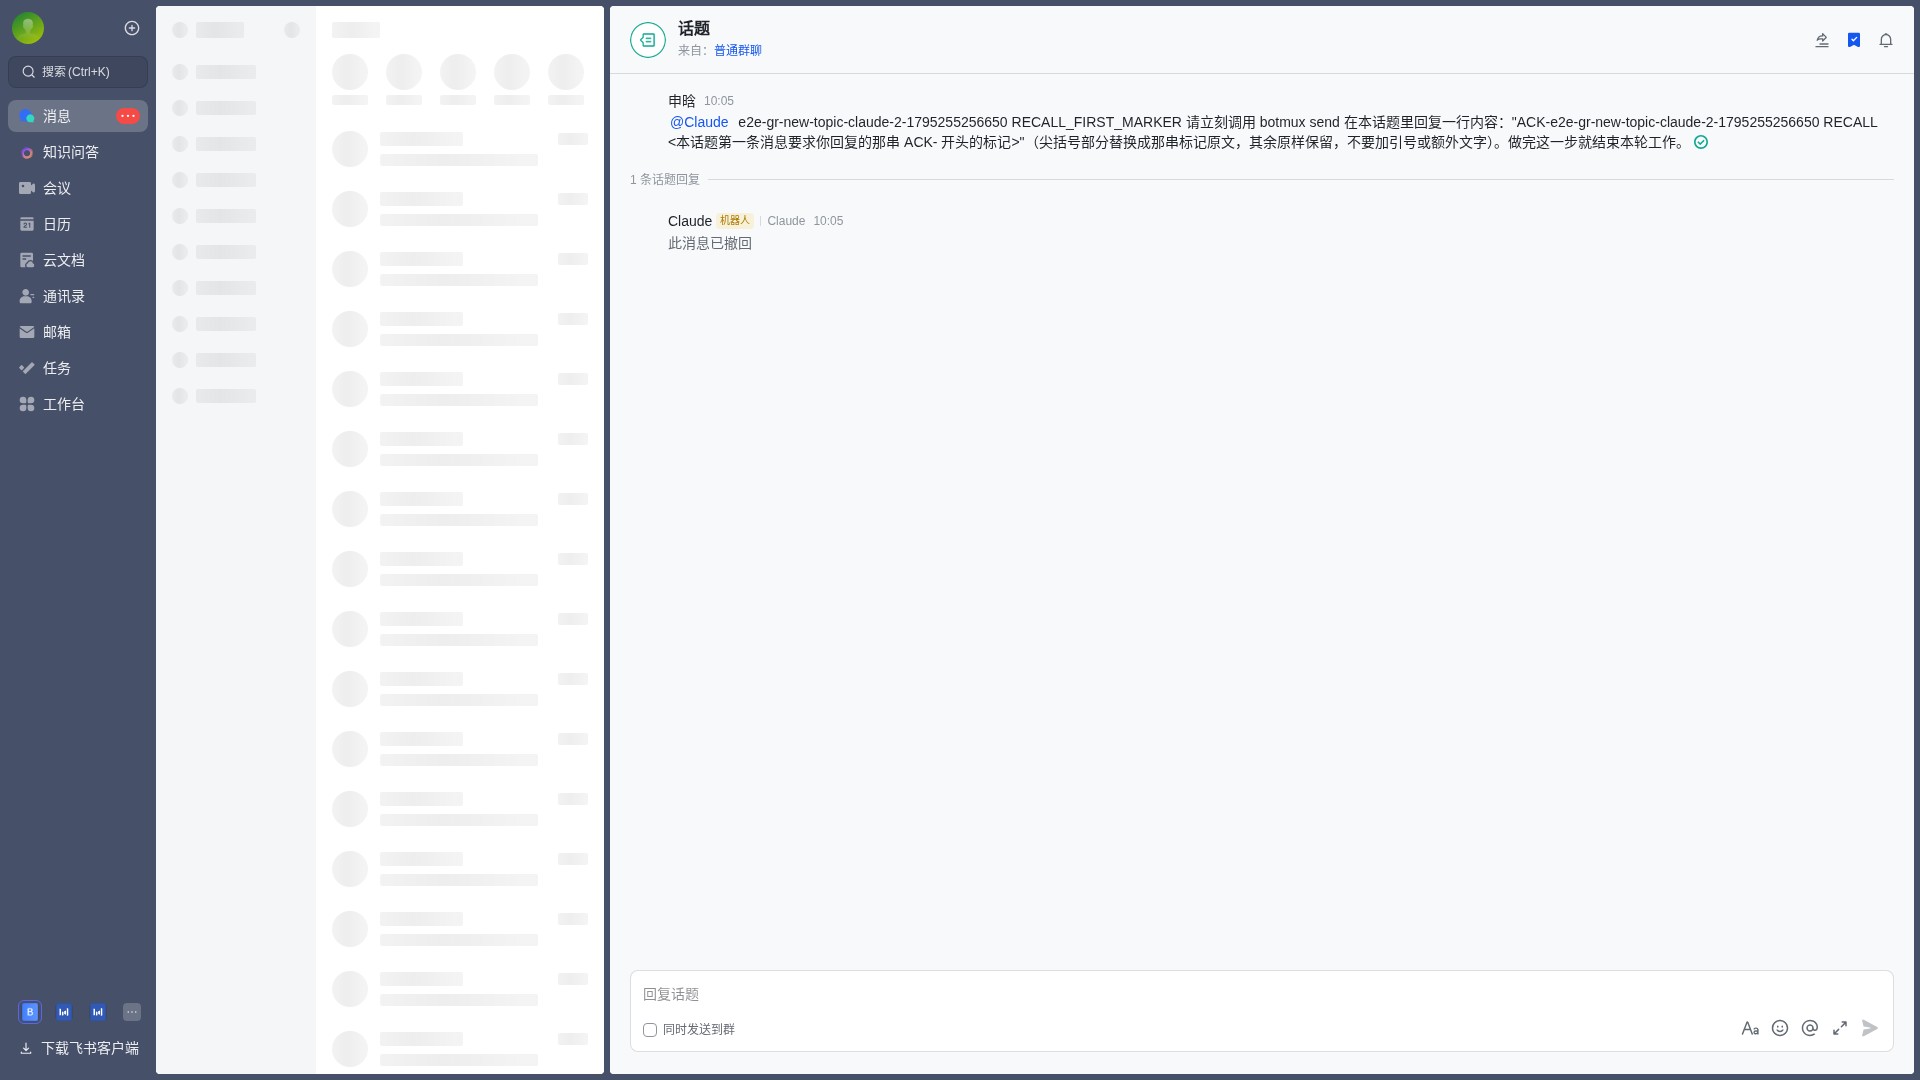 搜索 (Ctrl+K)
消息
知识问答
会议
日历
云文档
通讯录
邮箱
任务
工作台
下载飞书客户端
话题
来自：普通群聊
申晗 10:05
@Claude e2e-gr-new-topic-claude-2-1795255256650 RECALL_FIRST_MARKER 请立刻调用 botmux send 在本话题里回复一行内容："ACK-e2e-gr-new-topic-claude-2-1795255256650 RECALL
<本话题第一条消息要求你回复的那串 ACK- 开头的标记>"（尖括号部分替换成那串标记原文，其余原样保留，不要加引号或额外文字）。做完这一步就结束本轮工作。
1 条话题回复
Claude 机器人 Claude 10:05
此消息已撤回
回复话题
同时发送到群